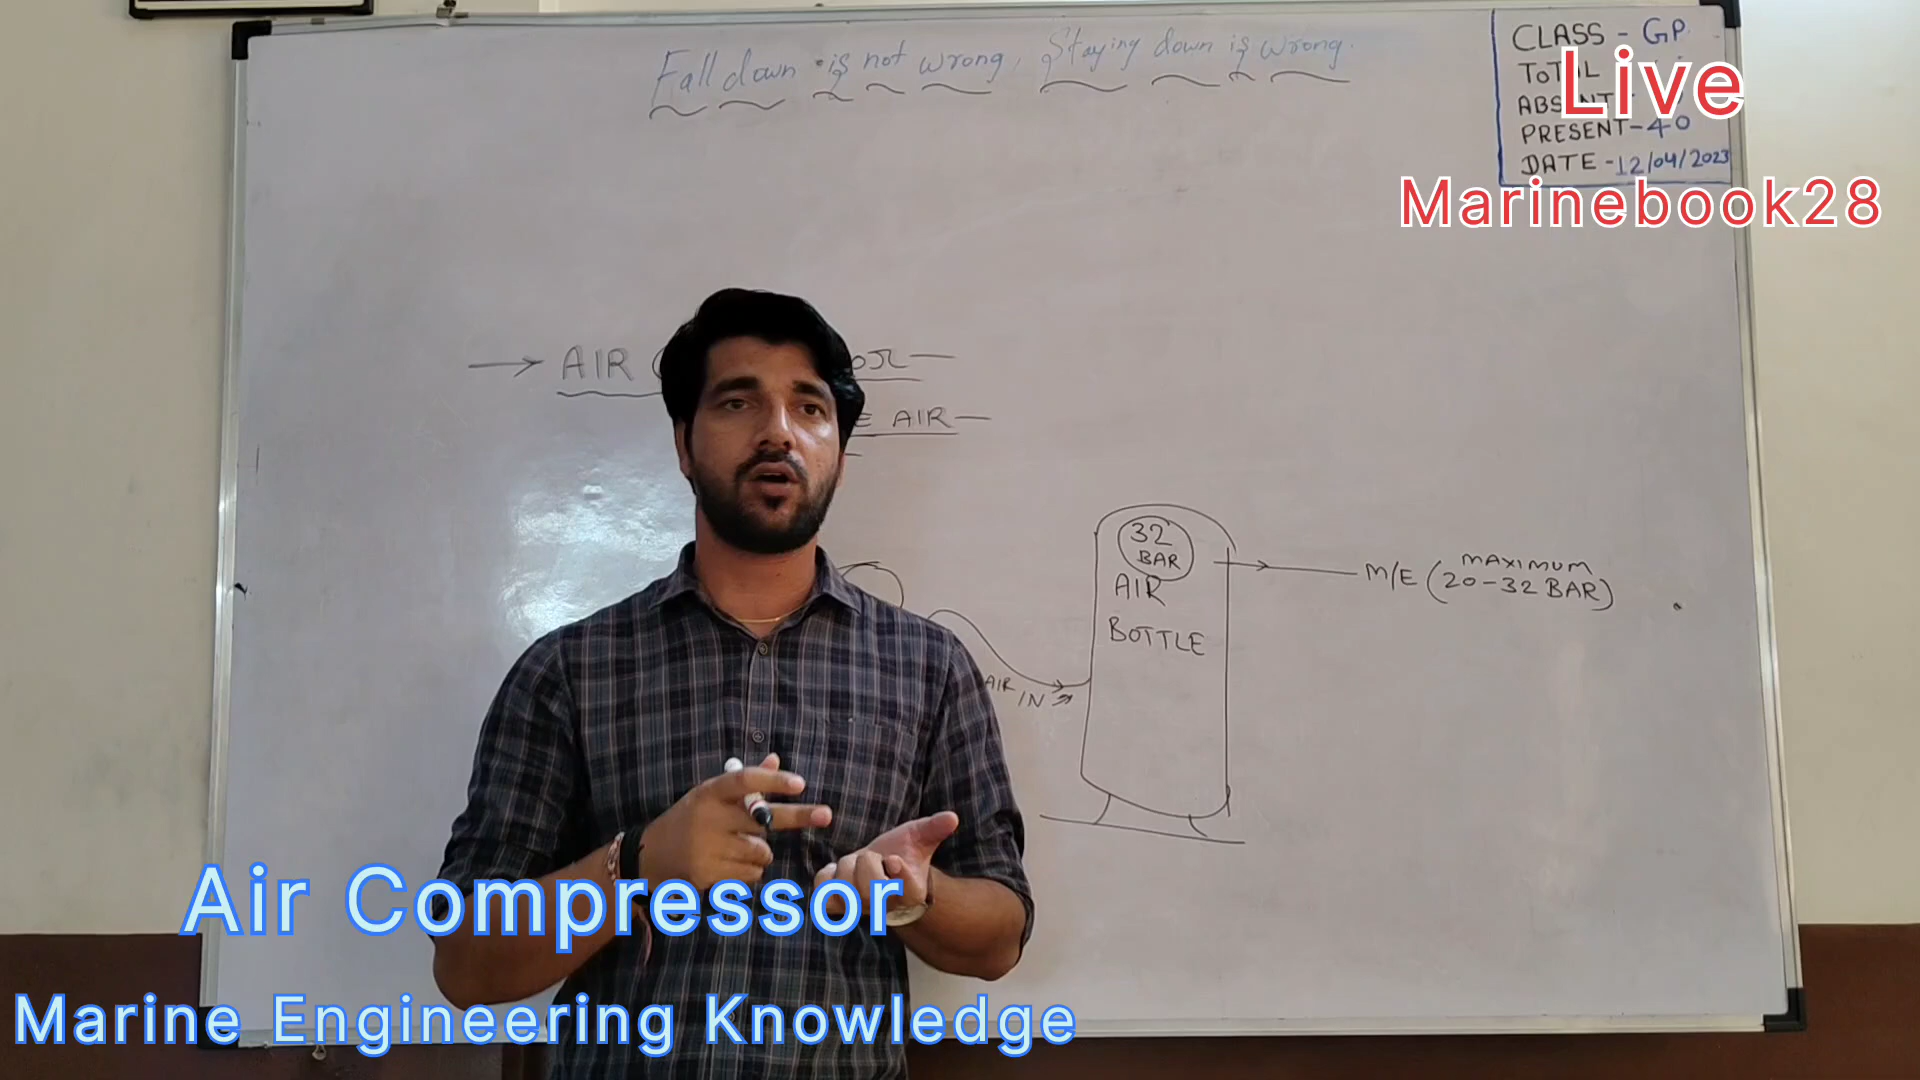 Fall down is not wrong, Staying down is wrong.
CLASS - GP
Live
PRESENT-40
DATE -12/04/2023
Marinebook28
AIR
AIR
32
BAR
AIR
BOTTLE
AIR
IN
M/E (MAXIMUM
20-32 BAR)
Air Compressor
Marine Engineering Knowledge